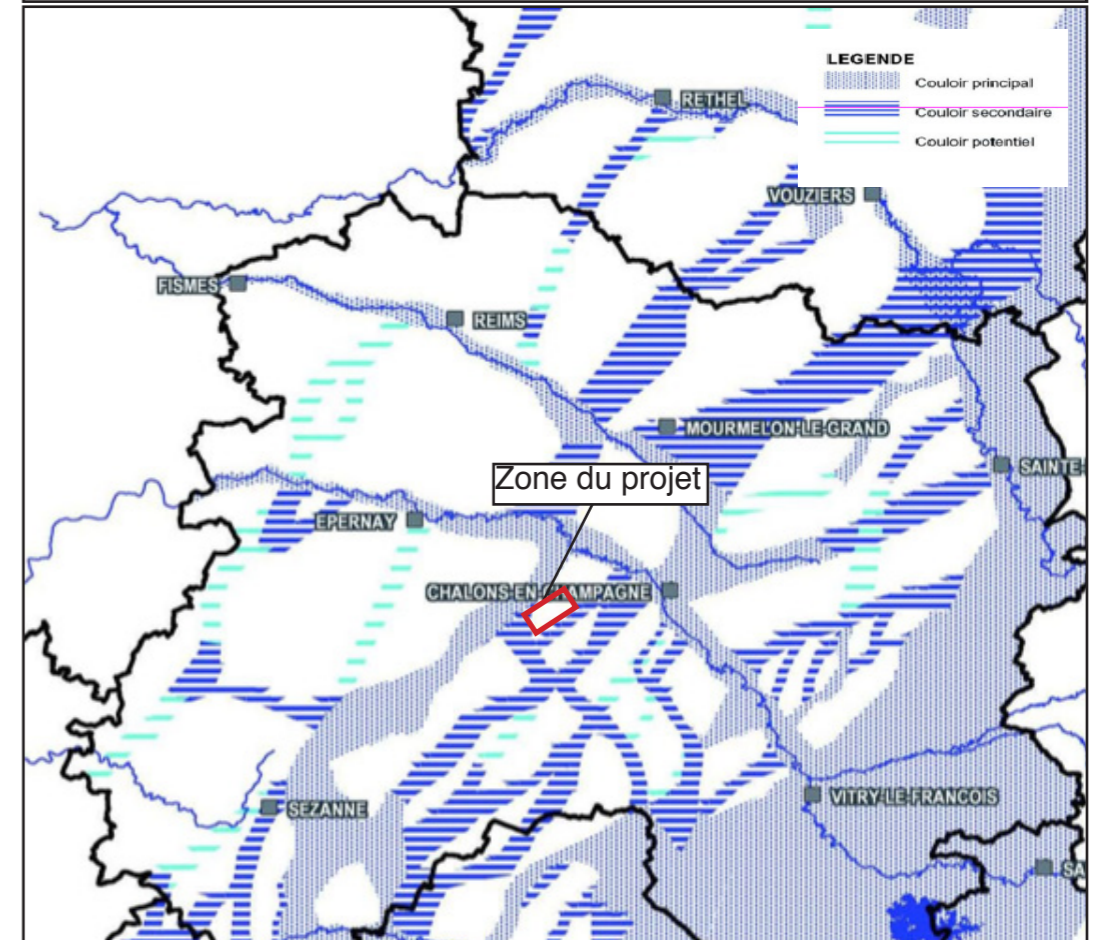 LEGENDE
Couloir principal
Couloir secondaire
Couloir potentiel
RETHEL
VOUZIERS
FISMES
REIMS
MOURMELON-LE-GRAND
SAINTE-
Zone du projet
EPERNAY
CHALONS-EN-CHAMPAGNE
VITRY-LE-FRANCOIS
SEZANNE
SA